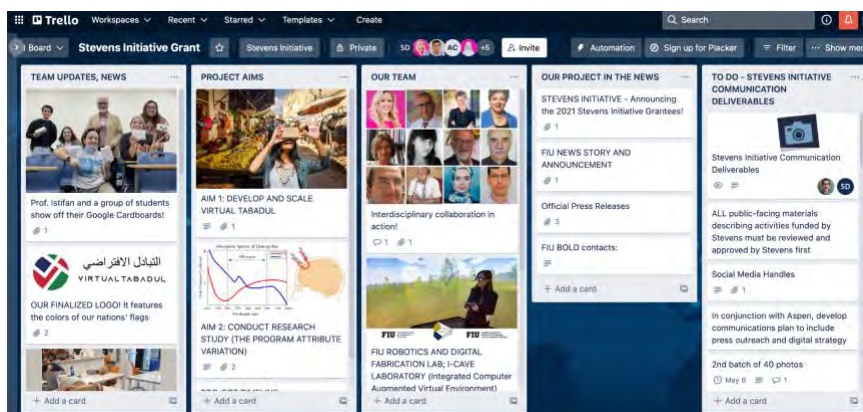 Trello
Workspaces
Recent
Starred
Templates
Create
Search
Board
Stevens Initiative Grant
Stevens Initiative
Private
SD
AC
+5
Invite
Automation
Sign up for Placker
Filter
Show me
TEAM UPDATES, NEWS
Prof. Istifan and a group of students
show off their Google Cardboards!
1
التبادل الافتراضي
VIRTUALTABADUL
OUR FINALIZED LOGO! It features
the colors of our nations' flags
2
+ Add a card
PROJECT AIMS
AIM 1: DEVELOP AND SCALE
VIRTUAL TABADUL
1
AIM 2: CONDUCT RESEARCH
STUDY (THE PROGRAM ATTRIBUTE
VARIATION)
2
PROJECT TIMELINE
+ Add a card
OUR TEAM
Interdisciplinary collaboration in
action!
1 1
FIU
FIU
FIU ROBOTICS AND DIGITAL
FABRICATION LAB; I-CAVE
LABORATORY (Integrated Computer
Augmented Virtual Environment)
+ Add a card
OUR PROJECT IN THE NEWS
STEVENS INITIATIVE - Announcing
the 2021 Stevens Initiative Grantees!
1
FIU NEWS STORY AND
ANNOUNCEMENT
1
Official Press Releases
3
FIU BOLD contacts:
+ Add a card
TO DO - STEVENS INITIATIVE
COMMUNICATION
DELIVERABLES
Stevens Initiative Communication
Deliverables
SD
ALL public-facing materials
describing activities funded by
Stevens must be reviewed and
approved by Stevens first
Social Media Handles
1
In conjunction with Aspen, develop
communications plan to include
press outreach and digital strategy
2nd batch of 40 photos
May 6 1
+ Add a card